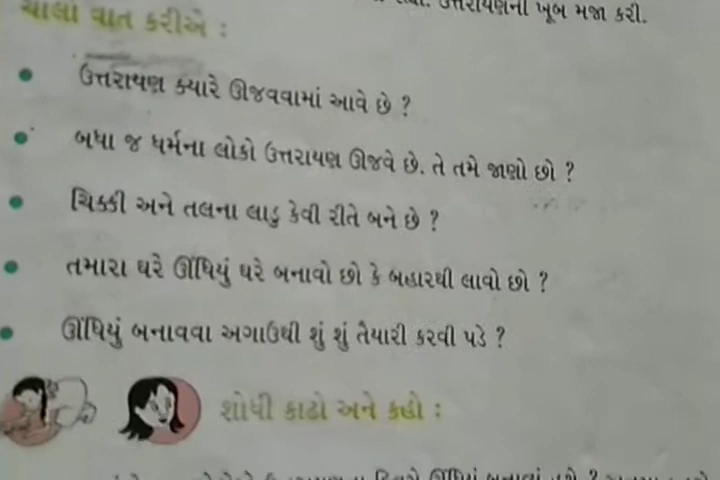 ઉત્તરાયણની ખૂબ મજા કરી.
ચાલો વાત કરીએ :
ઉત્તરાયણ ક્યારે ઊજવવામાં આવે છે ?
બધા જ ધર્મના લોકો ઉત્તરાયણ ઊજવે છે. તે તમે જાણો છો ?
ચિક્કી અને તલના લાડુ કેવી રીતે બને છે ?
તમારા ઘરે ઊંધિયું ઘરે બનાવો છો કે બહારથી લાવો છો ?
ઊંધિયું બનાવવા અગાઉથી શું શું તૈયારી કરવી પડે ?
શોધી કાઢો અને કહો :